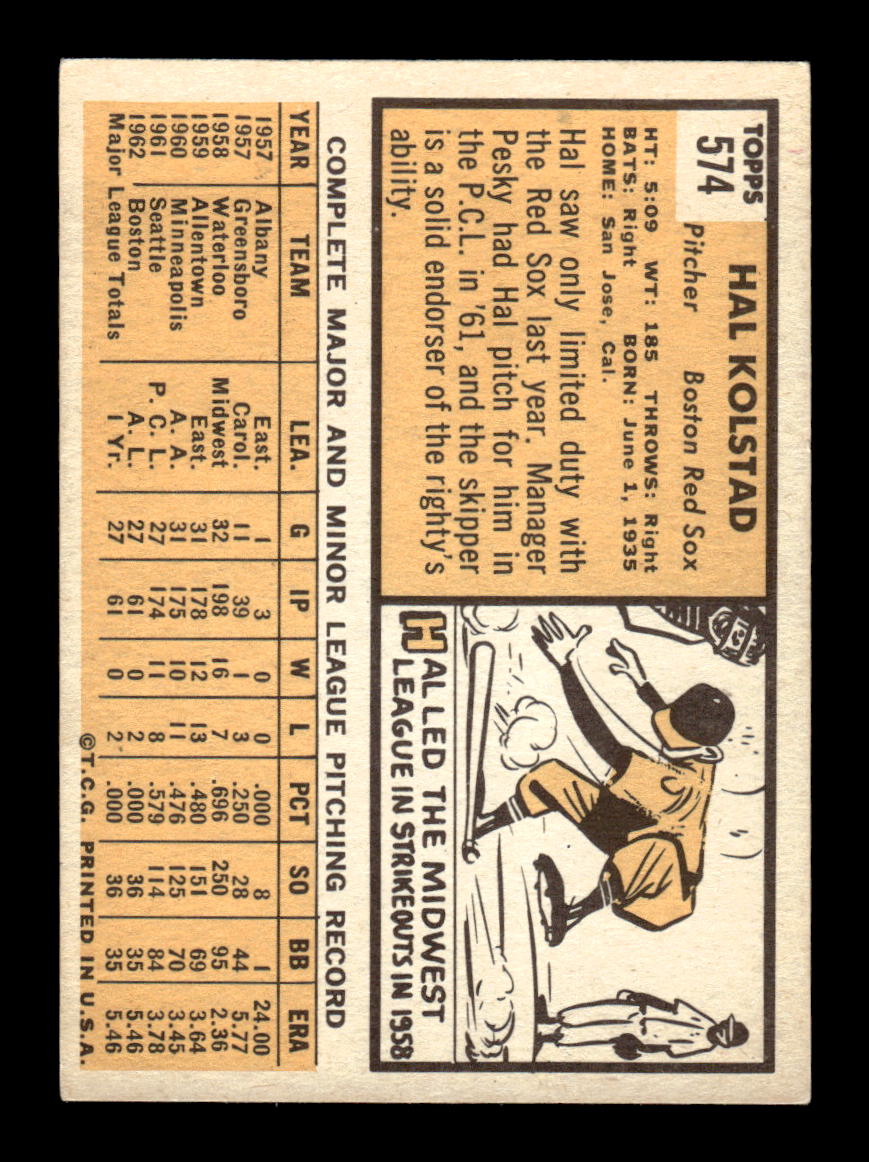 TOPPS
574
HAL KOLSTAD
Pitcher Boston Red Sox
HT: 5:09 WT: 185 THROWS: Right
BATS: Right BORN: June 1, 1935
HOME: San Jose, Cal.
Hal saw only limited duty with
the Red Sox last year. Manager
Pesky had Hal pitch for him in
the P.C.L. in '61, and the skipper
is a solid endorser of the righty's
ability.
HAL LED THE MIDWEST
LEAGUE IN STRIKEOUTS IN 1958
COMPLETE MAJOR AND MINOR LEAGUE PITCHING RECORD
YEAR TEAM LEA. G IP W L PCT SO BB ERA
1957 Albany East. 1 3 0 0 .000 8 1 24.00
1957 Greensboro Carol. 11 39 1 3 .250 28 44 5.77
1958 Waterloo Midwest 32 198 16 7 .696 250 95 2.36
1959 Allentown East. 31 178 12 13 .480 151 69 3.64
1960 Minneapolis A. A. 31 175 10 11 .476 125 70 3.45
1961 Seattle P. C. L. 27 174 11 8 .579 114 84 3.78
1962 Boston A. L. 27 61 0 2 .000 36 35 5.46
Major League Totals 1 Yr. 27 61 0 2 .000 36 35 5.46
©T.C.G. PRINTED IN U.S.A.